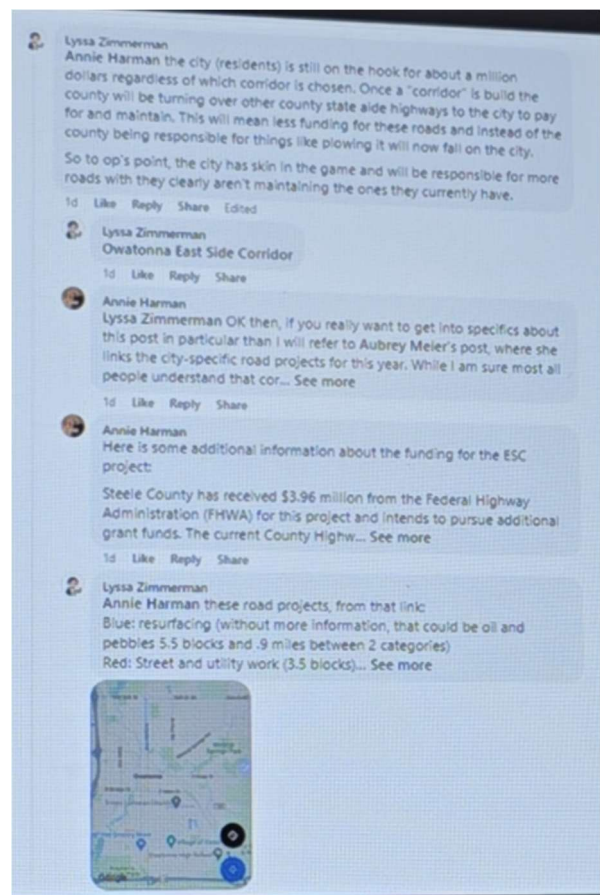 Lyssa Zimmerman
Annie Harman the city (residents) is still on the hook for about a million
dollars regardless of which corridor is chosen. Once a "corridor" is build the
county will be turning over other county state aide highways to the city to pay
for and maintain. This will mean less funding for these roads and instead of the
county being responsible for things like plowing it will now fall on the city.
So to op's point, the city has skin in the game and will be responsible for more
roads with they clearly aren't maintaining the ones they currently have.
1d Like Reply Share Edited
Lyssa Zimmerman
Owatonna East Side Corridor
1d Like Reply Share
Annie Harman
Lyssa Zimmerman OK then, if you really want to get into specifics about
this post in particular than I will refer to Aubrey Meier's post, where she
links the city-specific road projects for this year. While I am sure most all
people understand that cor... See more
1d Like Reply Share
Annie Harman
Here is some additional information about the funding for the ESC
project:
Steele County has received $3.96 million from the Federal Highway
Administration (FHWA) for this project and intends to pursue additional
grant funds. The current County Highw... See more
1d Like Reply Share
Lyssa Zimmerman
Annie Harman these road projects, from that link:
Blue: resurfacing (without more information, that could be oil and
pebbles 5.5 blocks and .9 miles between 2 categories)
Red: Street and utility work (3.5 blocks)... See more
Owatonna
Google